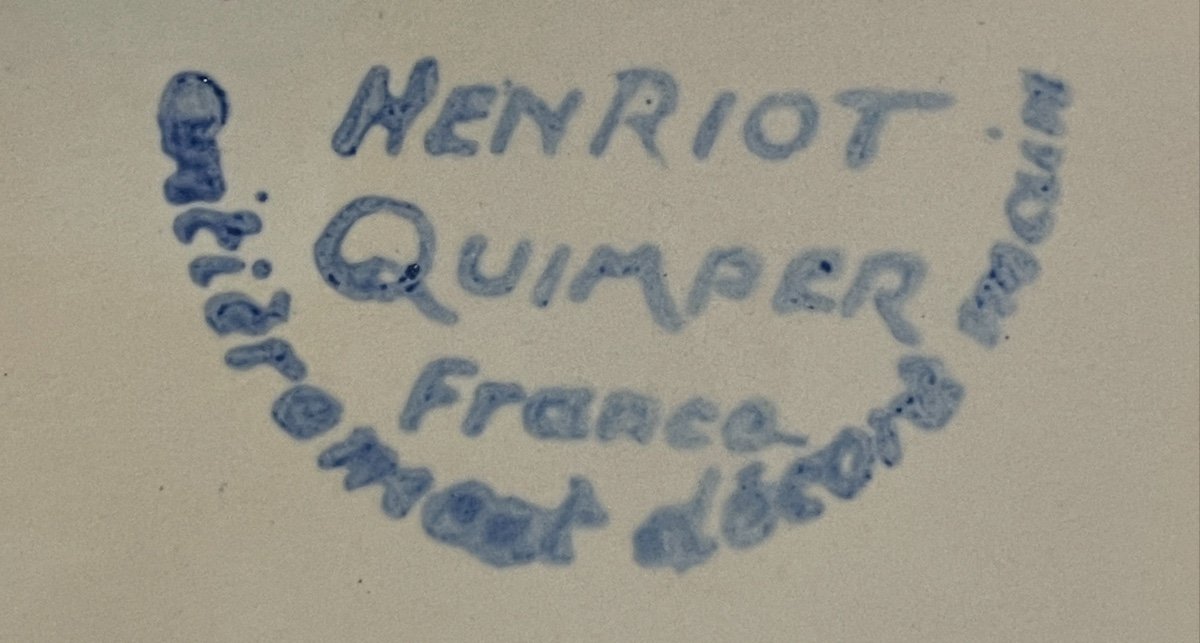 HENRIOT
QUIMPER
France
Entièrement décoré main